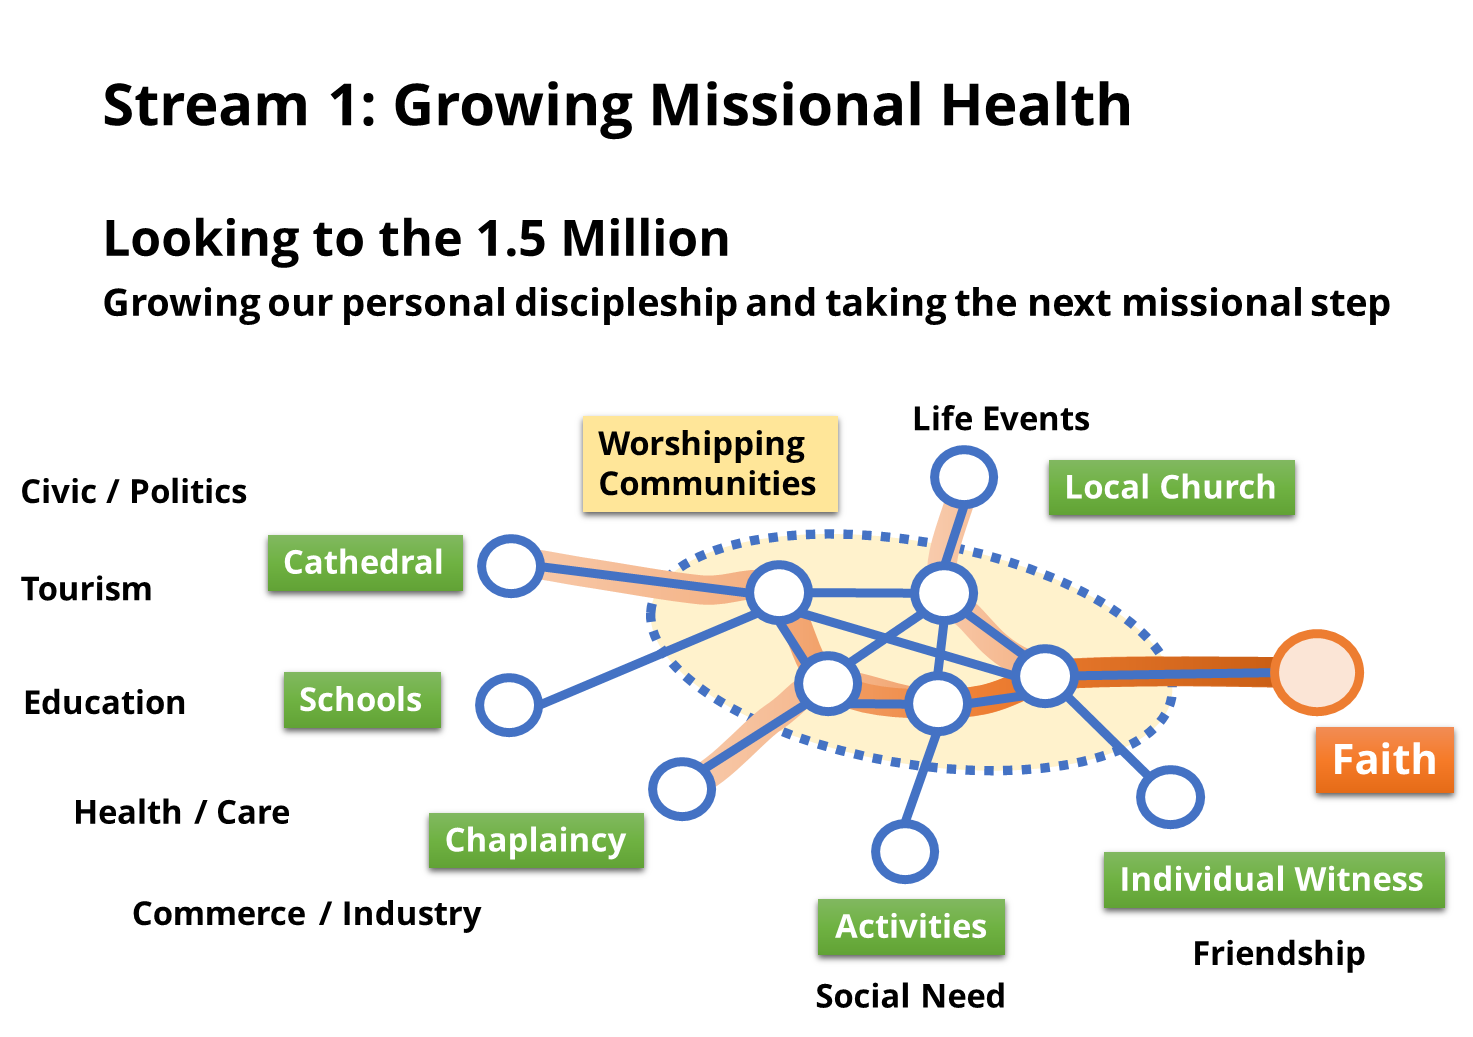 Stream 1: Growing Missional Health
Looking to the 1.5 Million
Growing our personal discipleship and taking the next missional step
Life Events
Worshipping
Communities
Local Church
Civic / Politics
Cathedral
Tourism
Education
Schools
Faith
Health / Care
Chaplaincy
Individual Witness
Commerce / Industry
Activities
Friendship
Social Need